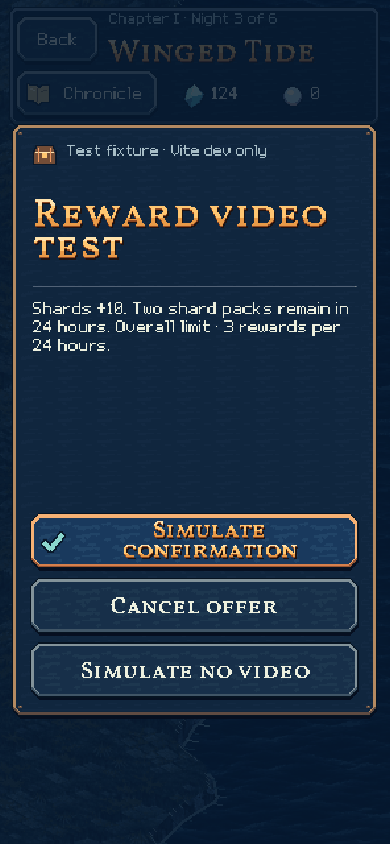 Chapter I · Night 3 of 6
Back
Winged Tide
Chronicle
124
0
Test fixture · Vite dev only
Reward video
test
Shards +10. Two shard packs remain in
24 hours. Overall limit · 3 rewards per
24 hours.
Simulate
confirmation
Cancel offer
Simulate no video